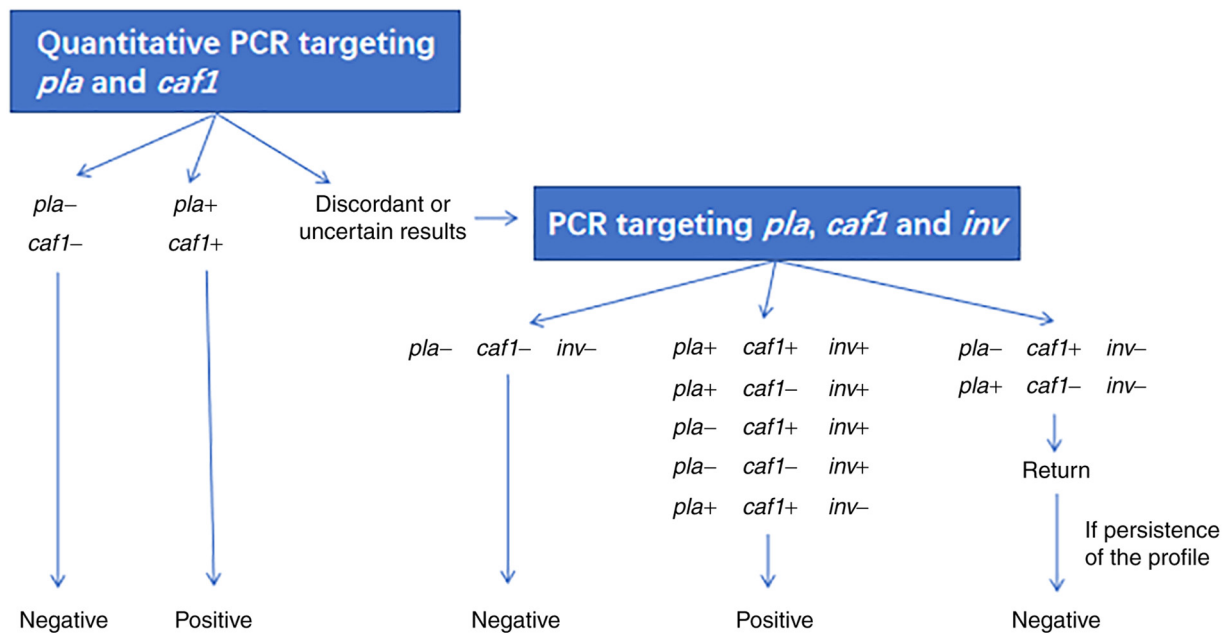 Quantitative PCR targeting
pla and caf1
pla–
caf1–
pla+
caf1+
Discordant or
uncertain results
PCR targeting pla, caf1 and inv
pla– caf1– inv–
pla+ caf1+ inv+
pla+ caf1– inv+
pla– caf1+ inv+
pla– caf1– inv+
pla+ caf1+ inv–
pla– caf1+ inv–
pla+ caf1– inv–
Return
If persistence
of the profile
Negative
Positive
Negative
Positive
Negative